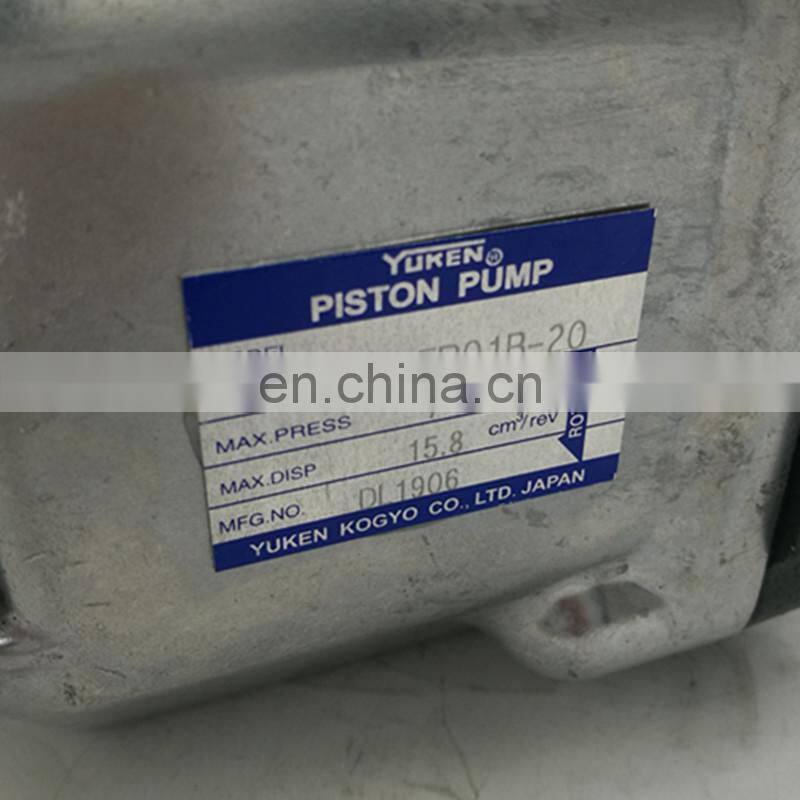 YUKEN®
PISTON PUMP
en.china.cn
MAX.PRESS
MAX.DISP 15.8 cm³/rev
MFG.NO. DL1906
YUKEN KOGYO CO., LTD. JAPAN